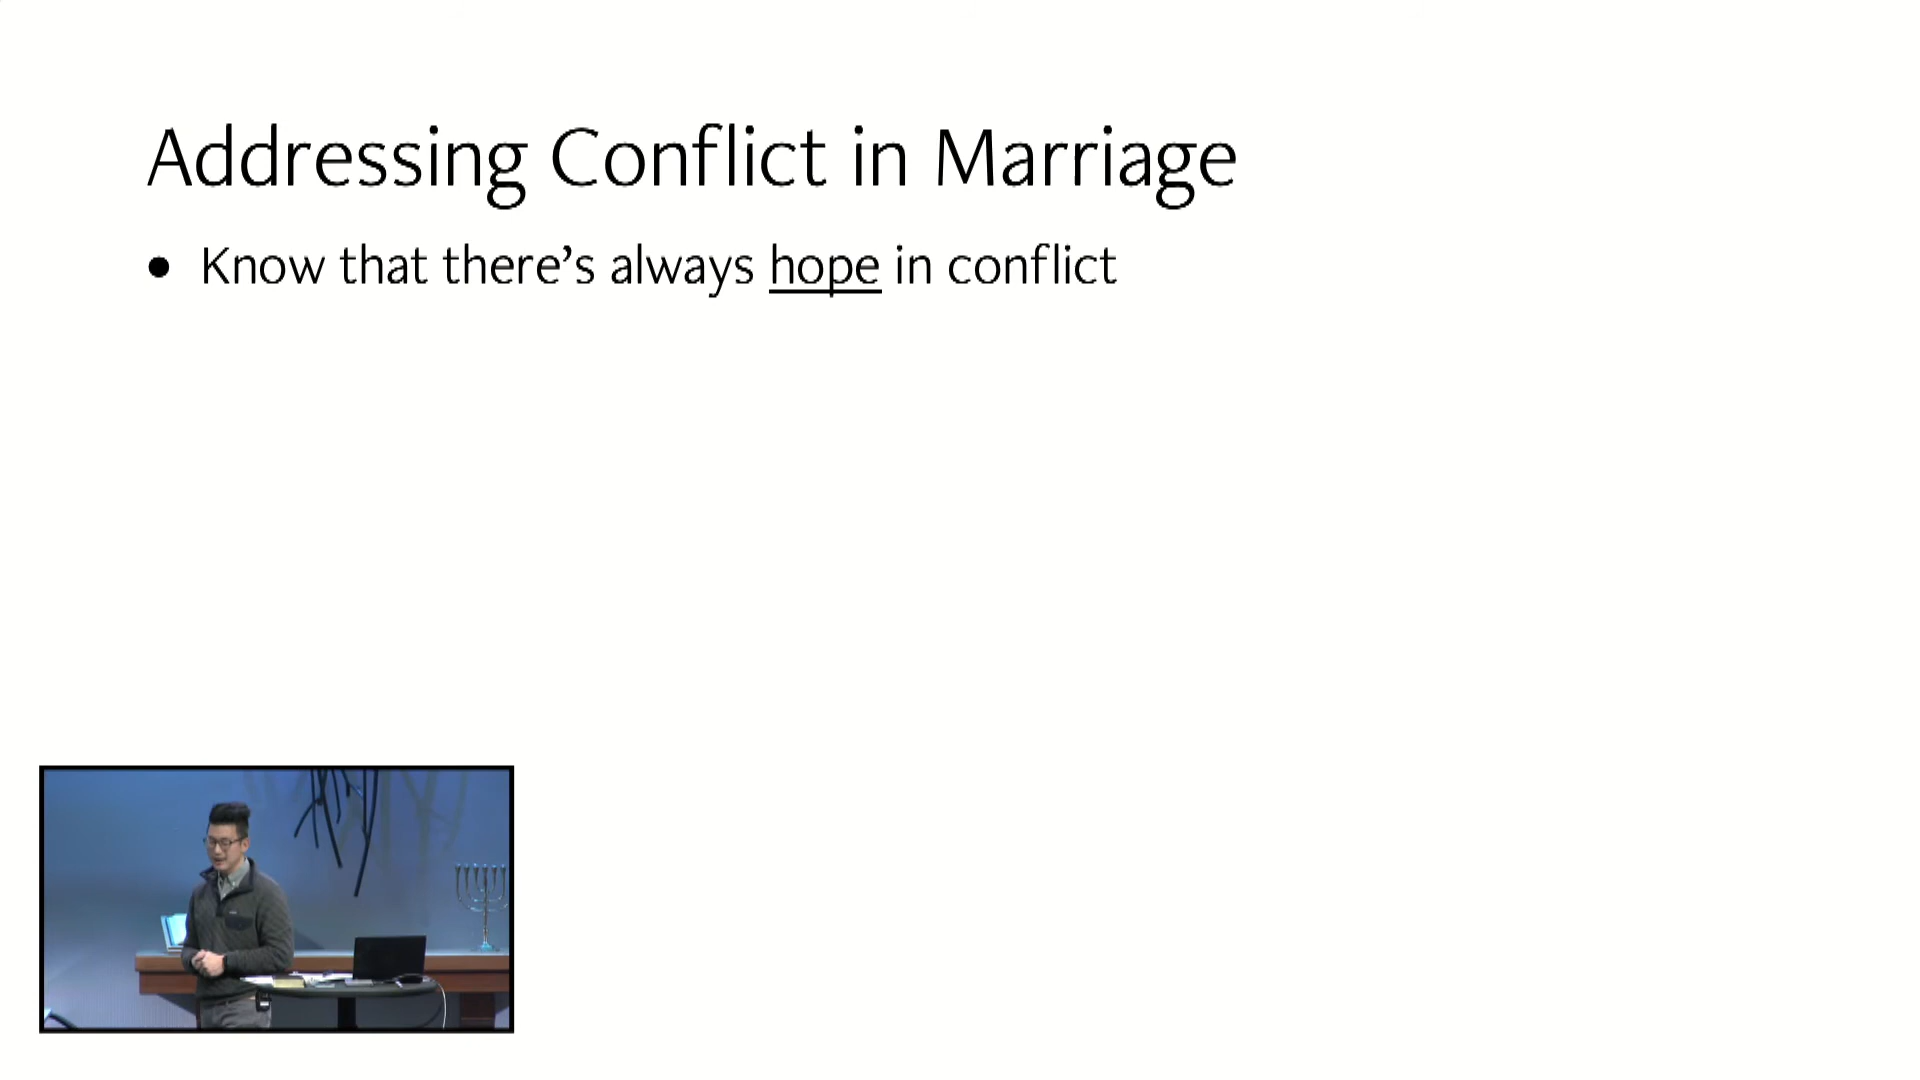 Addressing Conflict in Marriage
• Know that there’s always hope in conflict